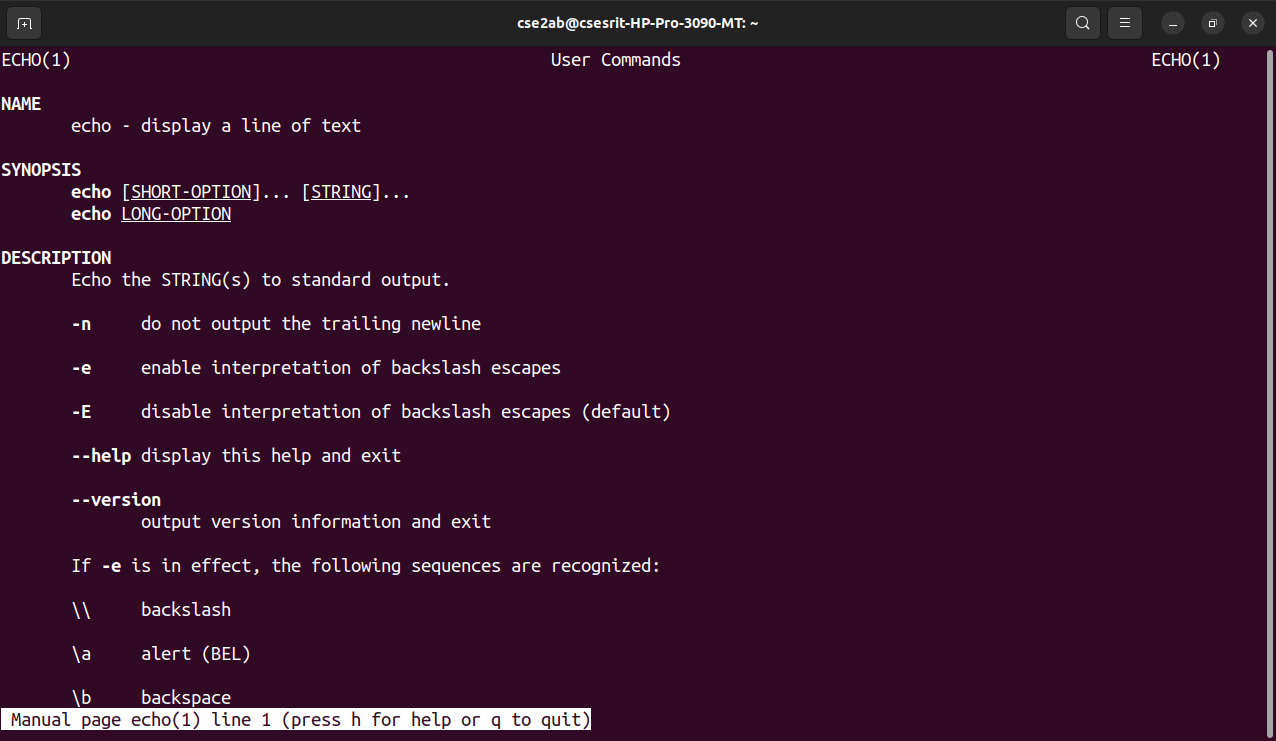 cse2ab@csesrit-HP-Pro-3090-MT: ~
ECHO(1) User Commands ECHO(1)
NAME
echo - display a line of text
SYNOPSIS
echo [SHORT-OPTION]... [STRING]...
echo LONG-OPTION
DESCRIPTION
Echo the STRING(s) to standard output.
-n do not output the trailing newline
-e enable interpretation of backslash escapes
-E disable interpretation of backslash escapes (default)
--help display this help and exit
--version
output version information and exit
If -e is in effect, the following sequences are recognized:
\\ backslash
\a alert (BEL)
\b backspace
Manual page echo(1) line 1 (press h for help or q to quit)